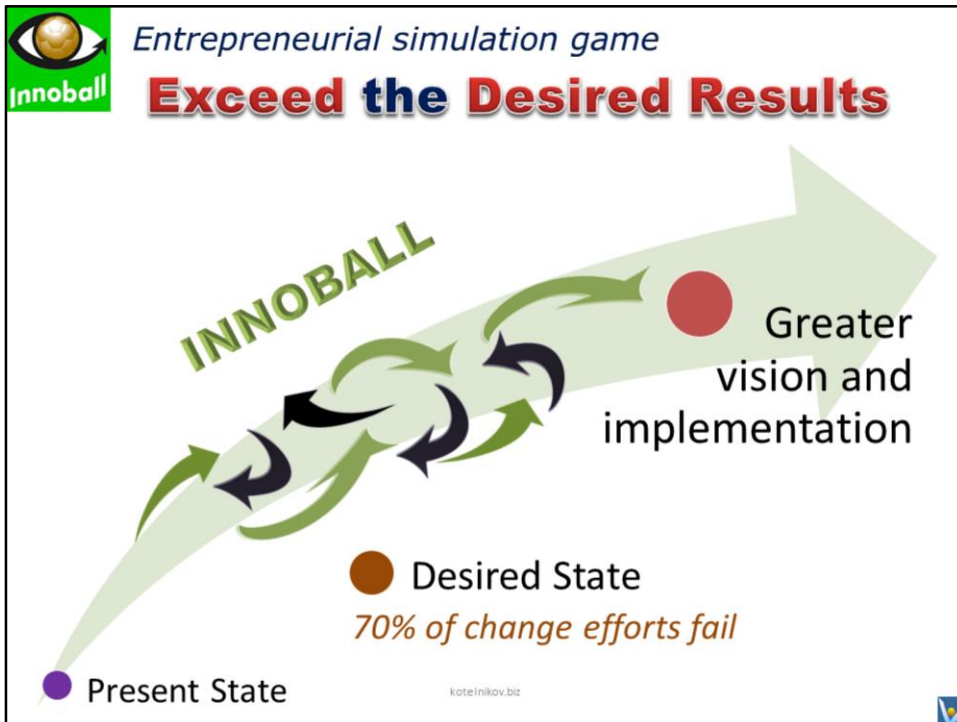 Innoball
Entrepreneurial simulation game
Exceed the Desired Results
INNOBALL
Greater
vision and
implementation
Desired State
70% of change efforts fail
Present State
kotelnikov.biz